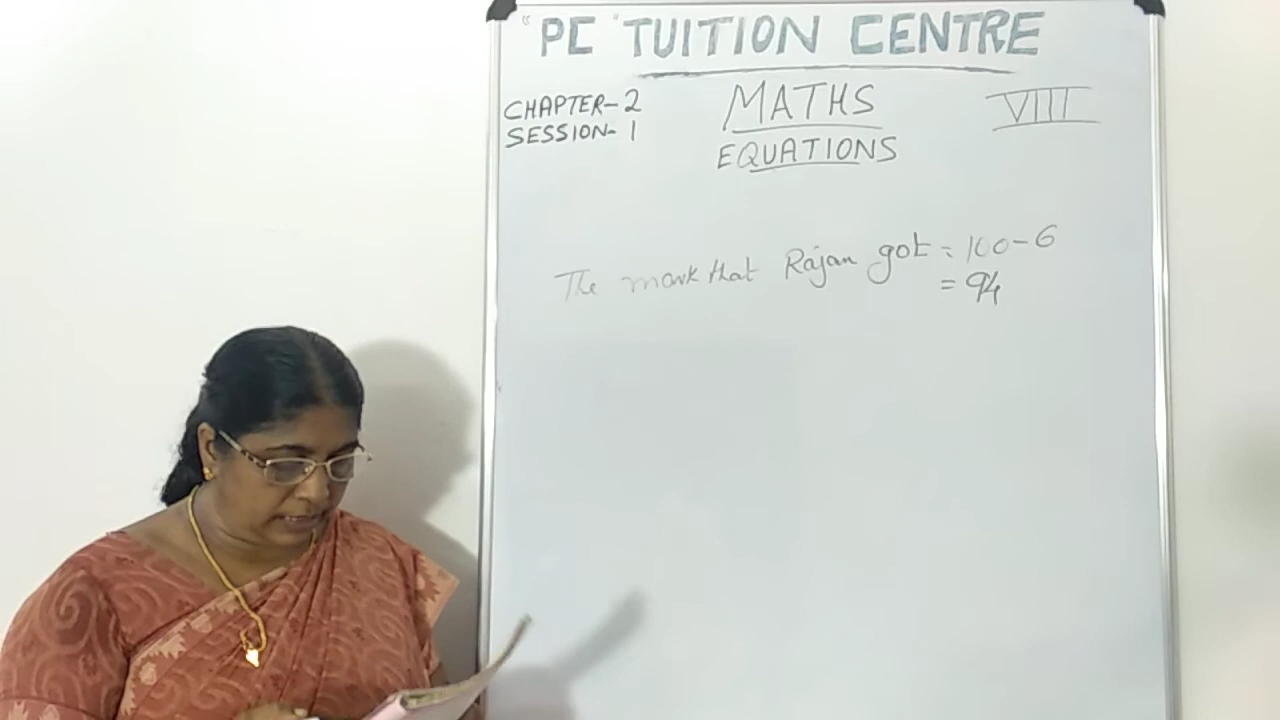 "PC" TUITION CENTRE
CHAPTER-2
SESSION-1
MATHS
EQUATIONS
VIII
The mark that Rajan got = 100-6
= 94